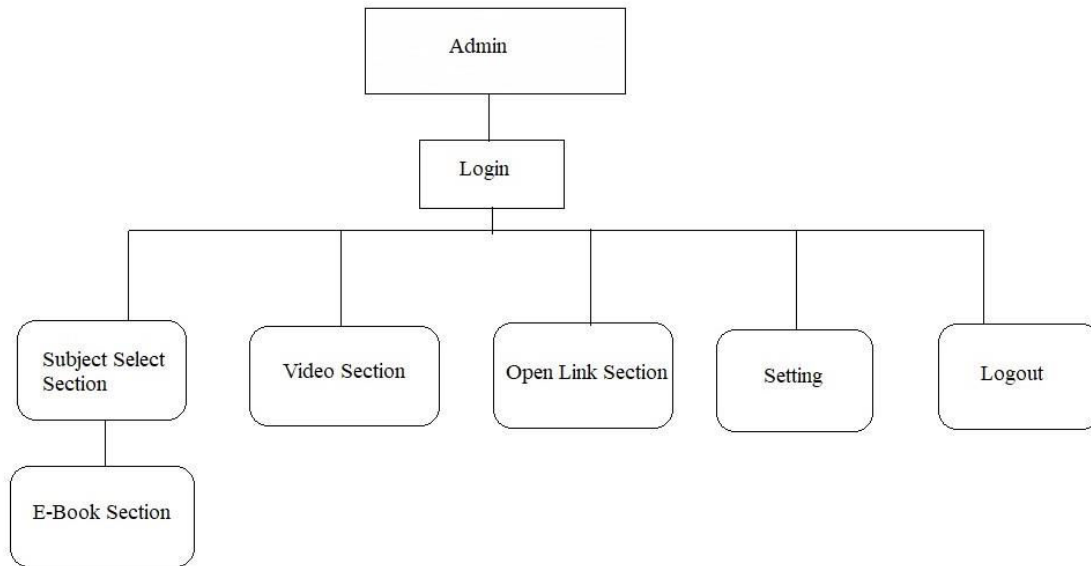 Admin
Login
Subject Select
Section
Video Section
Open Link Section
Setting
Logout
E-Book Section